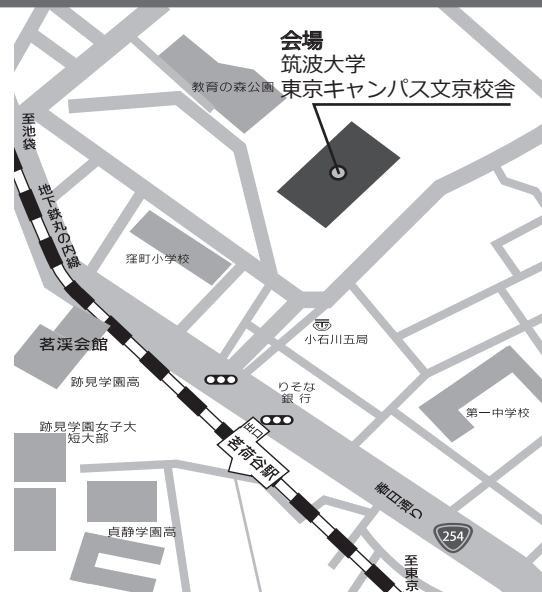 会場
筑波大学
東京キャンパス文京校舎
教育の森公園
至池袋
地下鉄丸の内線
窪町小学校
小石川五局
茗渓会館
跡見学園高
りそな
銀行
第一中学校
跡見学園女子大
短大部
出口
茗荷谷駅
春日通り
254
貞静学園高
至東京